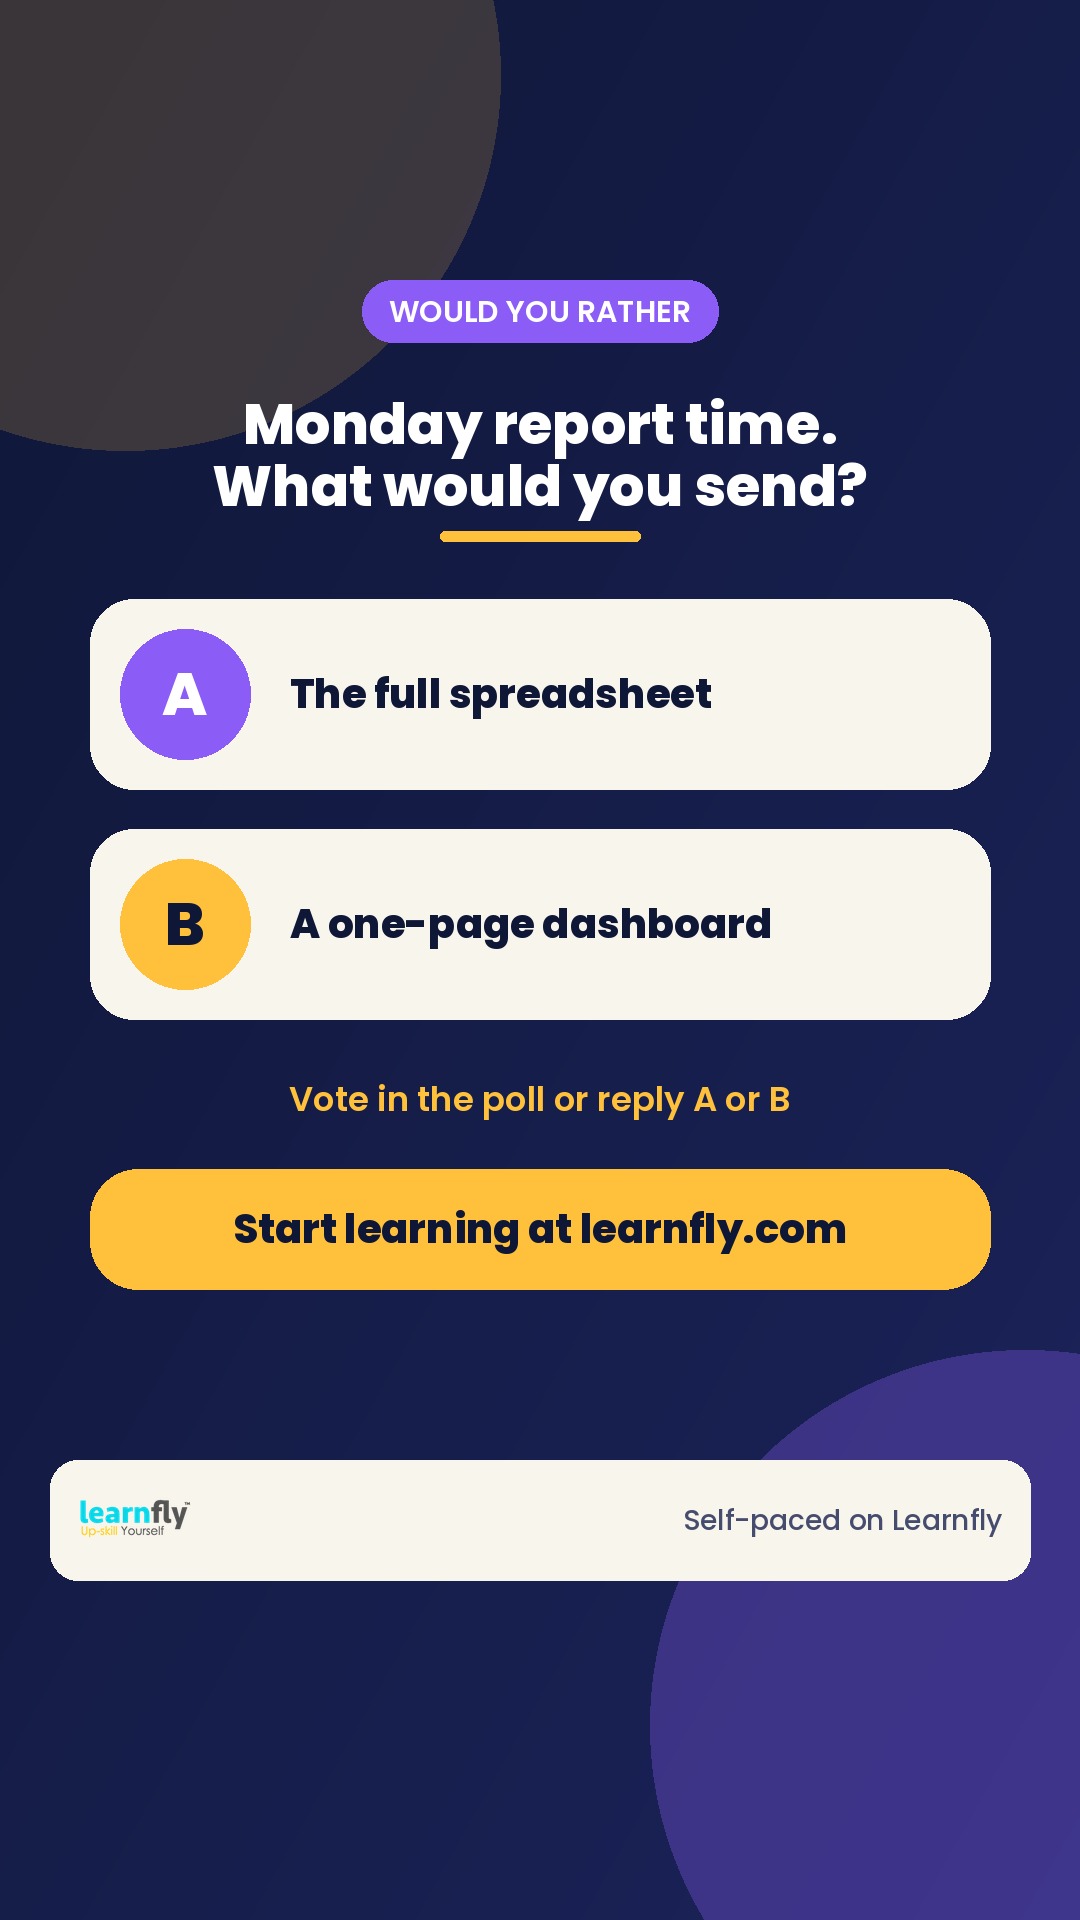 WOULD YOU RATHER
Monday report time.
What would you send?
A
The full spreadsheet
B
A one-page dashboard
Vote in the poll or reply A or B
Start learning at learnfly.com
learnfly™
Up-skill Yourself
Self-paced on Learnfly